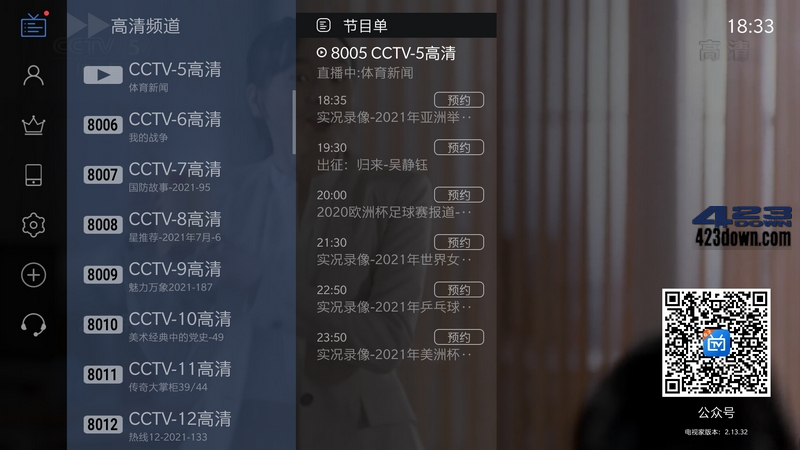 高清频道
CCTV 5
CCTV-5高清
体育新闻
8006
CCTV-6高清
我的战争
8007
CCTV-7高清
国防故事-2021-95
8008
CCTV-8高清
星推荐-2021年7月-6
8009
CCTV-9高清
魅力万象2021-187
8010
CCTV-10高清
美术经典中的党史-49
8011
CCTV-11高清
传奇大掌柜39/44
8012
CCTV-12高清
热线12-2021-133
节目单
8005 CCTV-5高清
直播中:体育新闻
18:35
预约
实况录像-2021年亚洲举··
19:30
预约
出征：归来-吴静钰
20:00
预约
2020欧洲杯足球赛报道-··
21:30
预约
实况录像-2021年世界女··
22:50
预约
实况录像-2021年乒乓球··
23:50
预约
实况录像-2021年美洲杯··
18:33
高清
423
DOWN
423down.com
TV
公众号
电视家版本：2.13.32